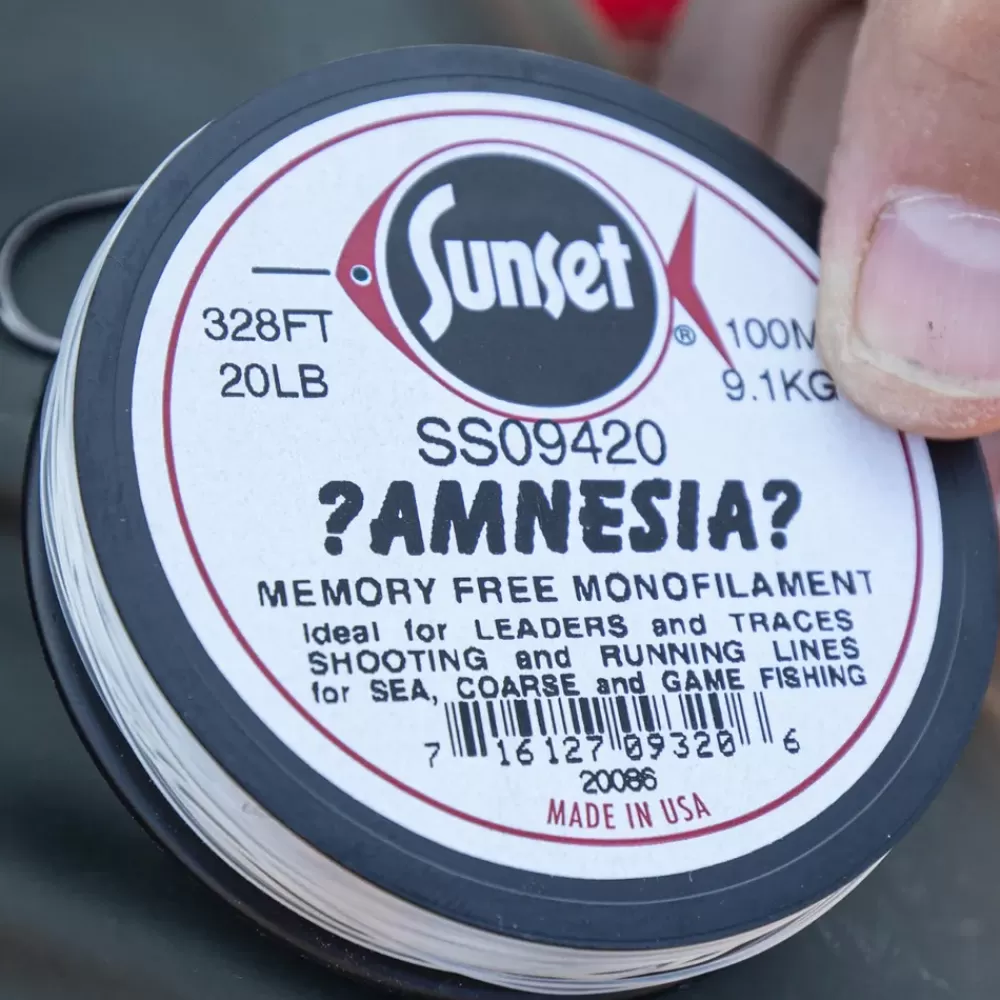 Sunset
328FT
20LB
®
100M
9.1KG
SS09420
?AMNESIA?
MEMORY FREE MONOFILAMENT
Ideal for LEADERS and TRACES
SHOOTING and RUNNING LINES
for SEA, COARSE and GAME FISHING
7 16127 09320 6
20086
MADE IN USA